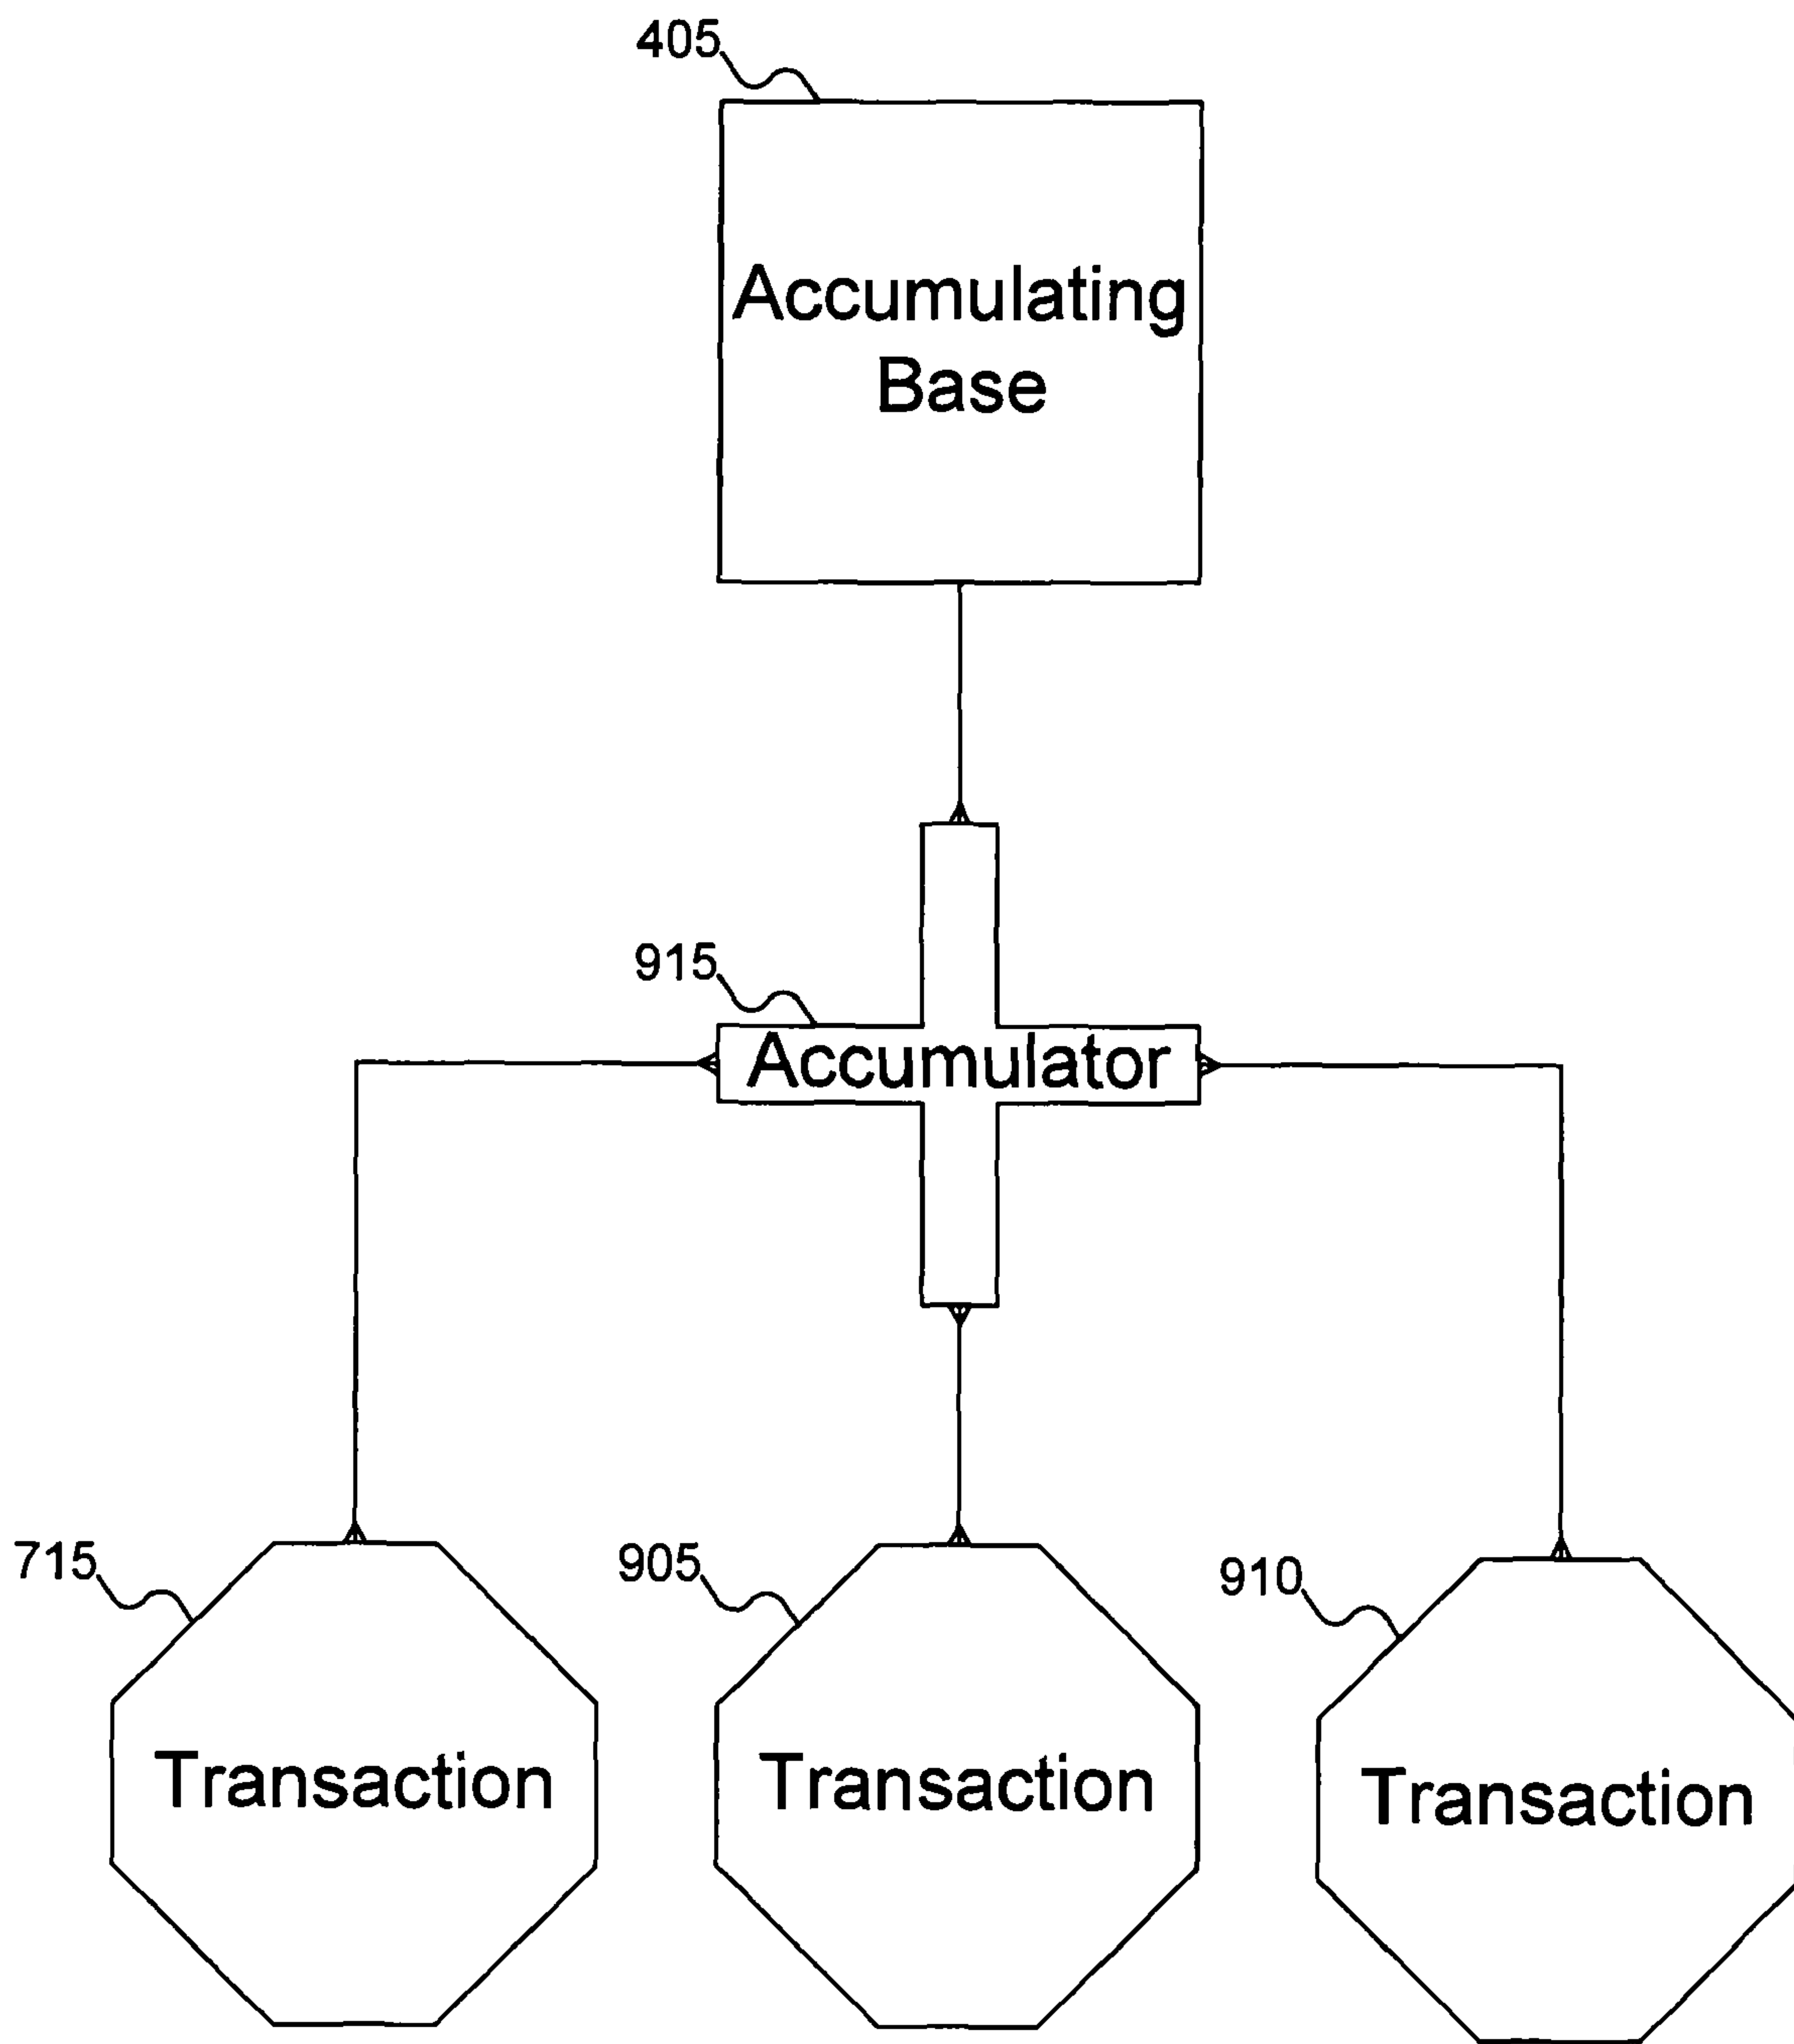 405
Accumulating
Base
915
Accumulator
715
905
910
Transaction
Transaction
Transaction